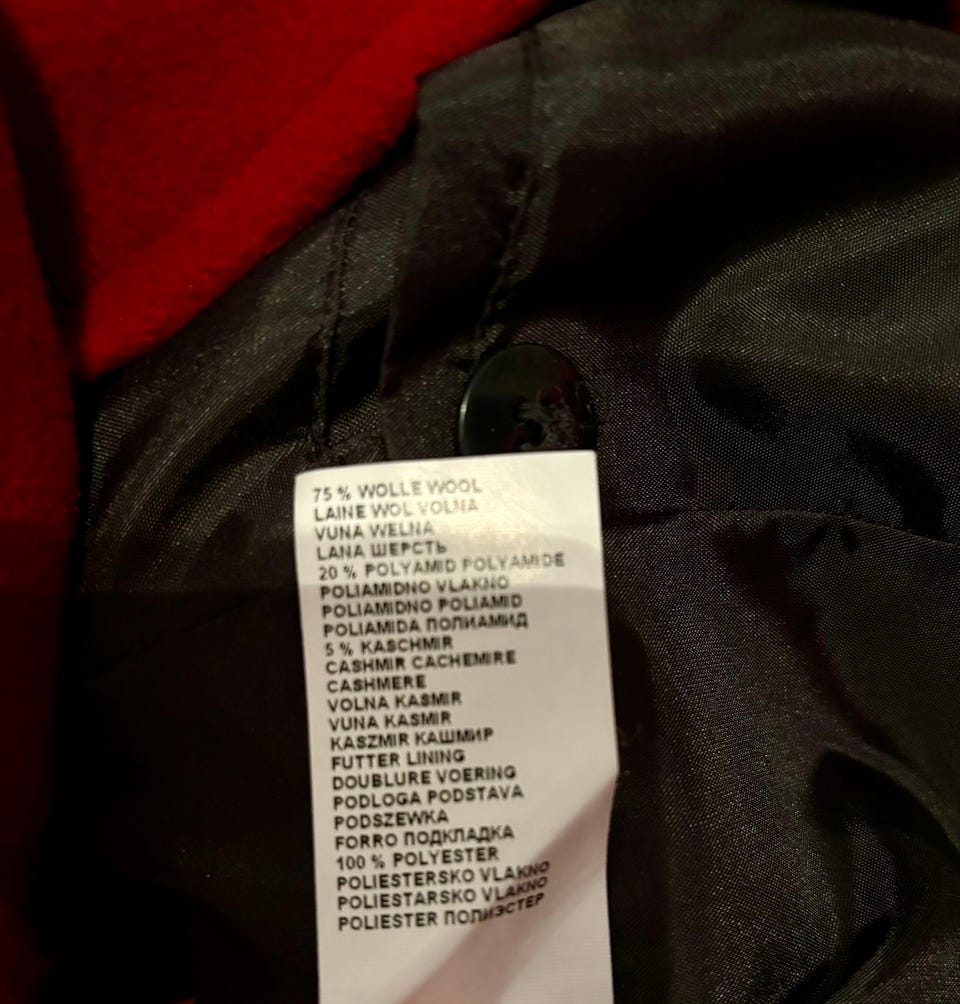 75 % WOLLE WOOL
LAINE WOL VOLNA
VUNA WELNA
LANA ШЕРСТЬ
20 % POLYAMID POLYAMIDE
POLIAMIDNO VLAKNO
POLIAMIDNO POLIAMID
POLIAMIDA ПОЛИАМИД
5 % KASCHMIR
CASHMIR CACHEMIRE
CASHMERE
VOLNA KASMIR
VUNA KASMIR
KASZMIR КАШМИР
FUTTER LINING
DOUBLURE VOERING
PODLOGA PODSTAVA
PODSZEWKA
FORRO ПОДКЛАДКА
100 % POLYESTER
POLIESTERSKO VLAKNO
POLIESTARSKO VLAKNO
POLIESTER ПОЛИЭСТЕР